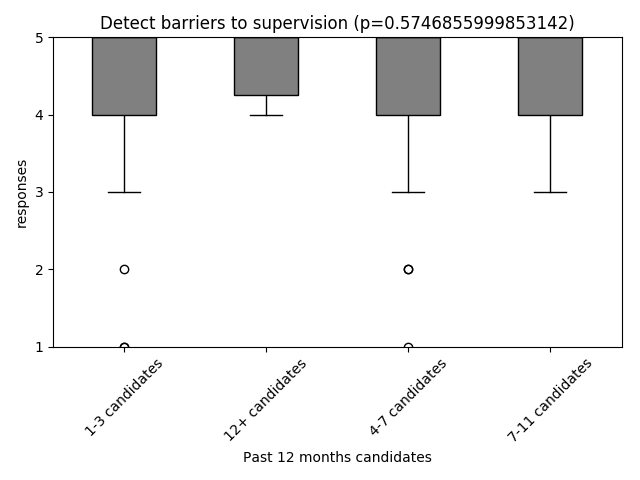 Detect barriers to supervision (p=0.5746855999853142)
5
4
3
2
1
responses
1-3 candidates
12+ candidates
4-7 candidates
7-11 candidates
Past 12 months candidates